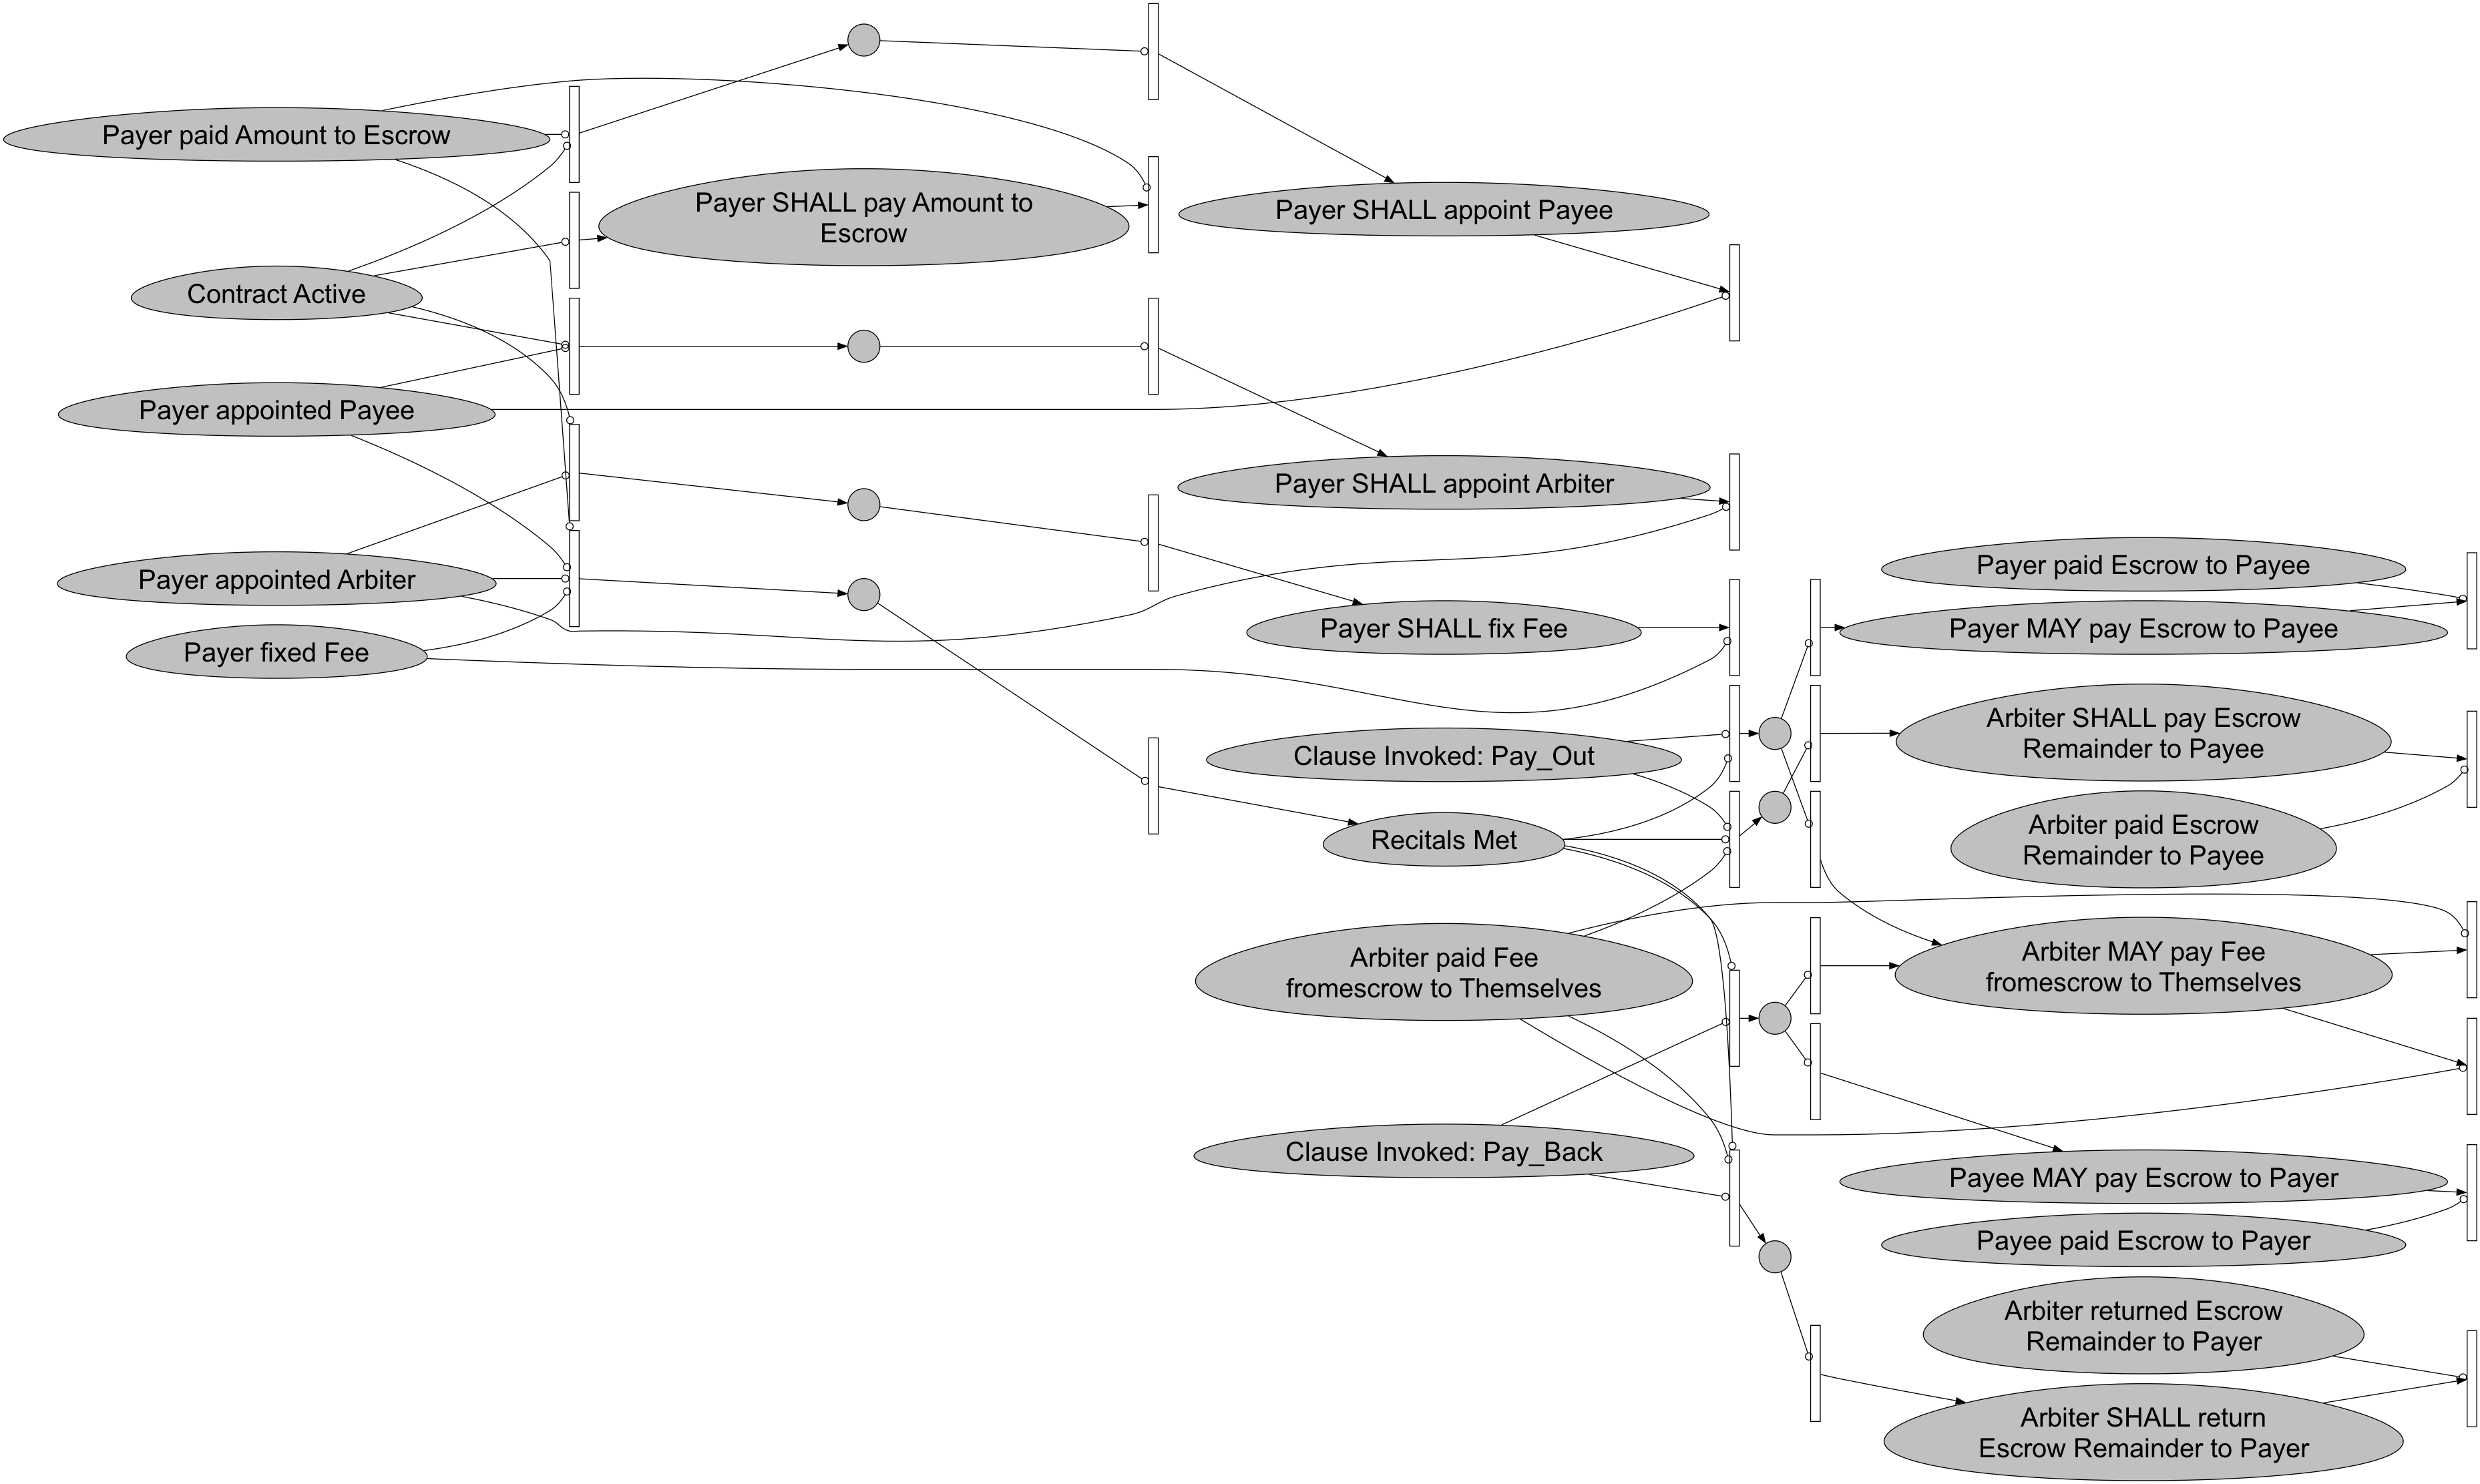 Payer paid Amount to Escrow
Payer SHALL pay Amount to
Escrow
Payer SHALL appoint Payee
Contract Active
Payer appointed Payee
Payer SHALL appoint Arbiter
Payer appointed Arbiter
Payer fixed Fee
Payer SHALL fix Fee
Payer paid Escrow to Payee
Payer MAY pay Escrow to Payee
Clause Invoked: Pay_Out
Arbiter SHALL pay Escrow
Remainder to Payee
Recitals Met
Arbiter paid Escrow
Remainder to Payee
Arbiter paid Fee
fromescrow to Themselves
Arbiter MAY pay Fee
fromescrow to Themselves
Clause Invoked: Pay_Back
Payee MAY pay Escrow to Payer
Payee paid Escrow to Payer
Arbiter returned Escrow
Remainder to Payer
Arbiter SHALL return
Escrow Remainder to Payer